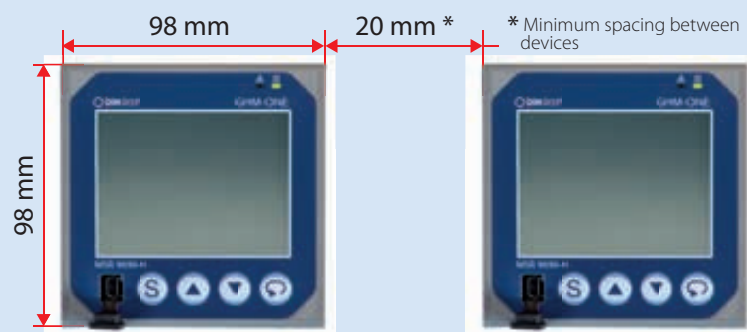 98 mm
20 mm *
* Minimum spacing between
devices
98 mm
GHM-ONE
GHM-ONE
S
S